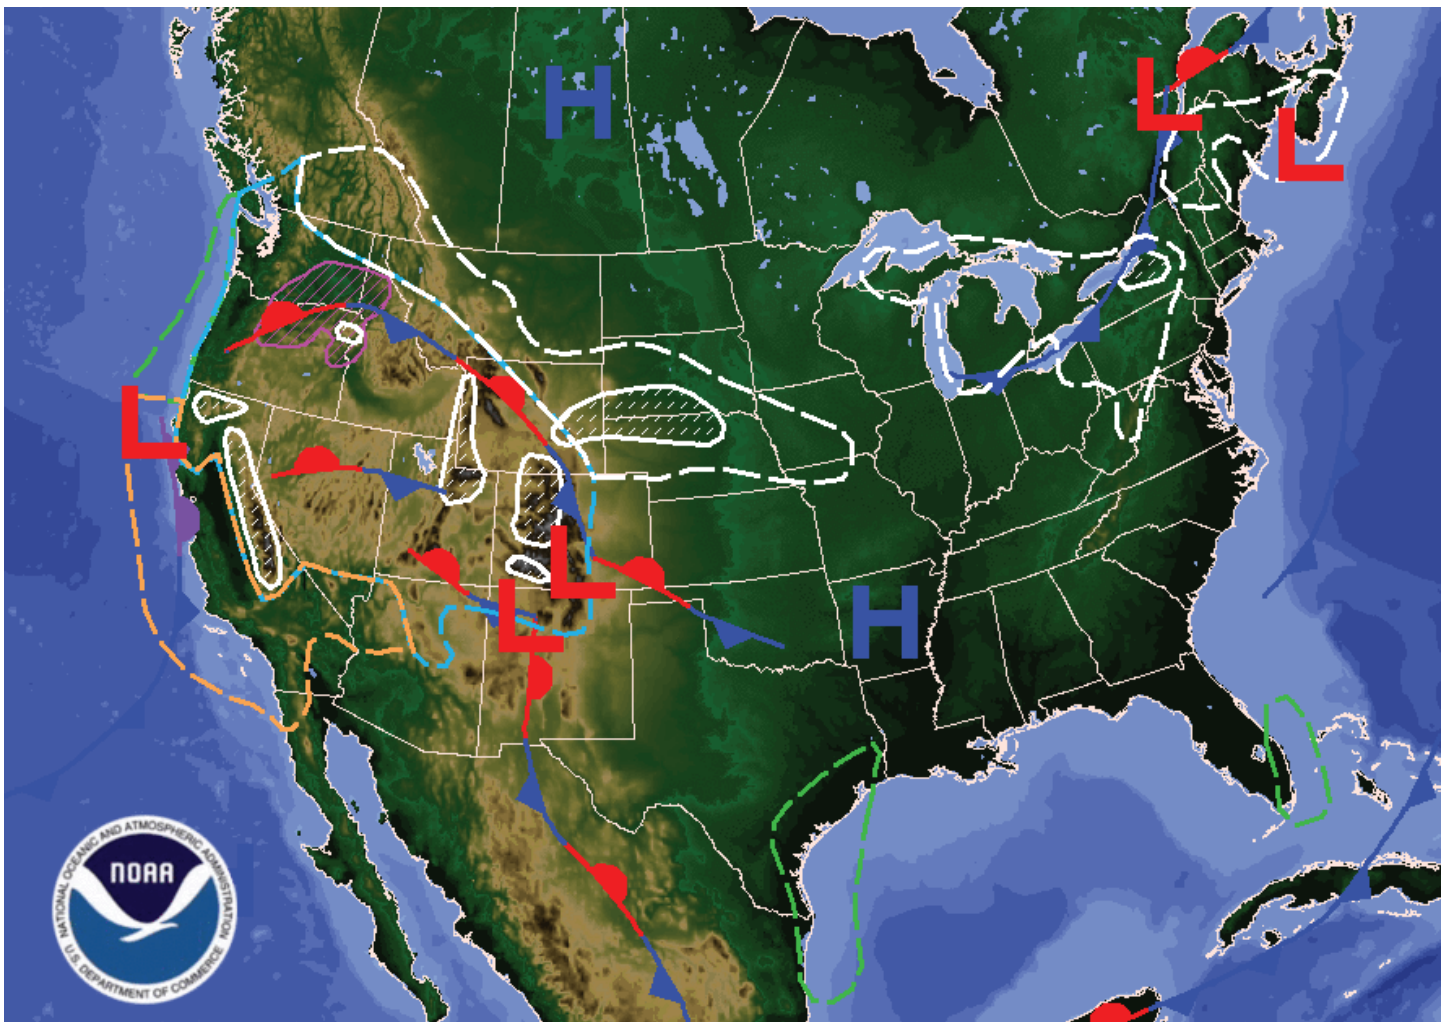 H
L
L
L
H
L
L
NOAA
NATIONAL OCEANIC AND ATMOSPHERIC ADMINISTRATION
U.S. DEPARTMENT OF COMMERCE